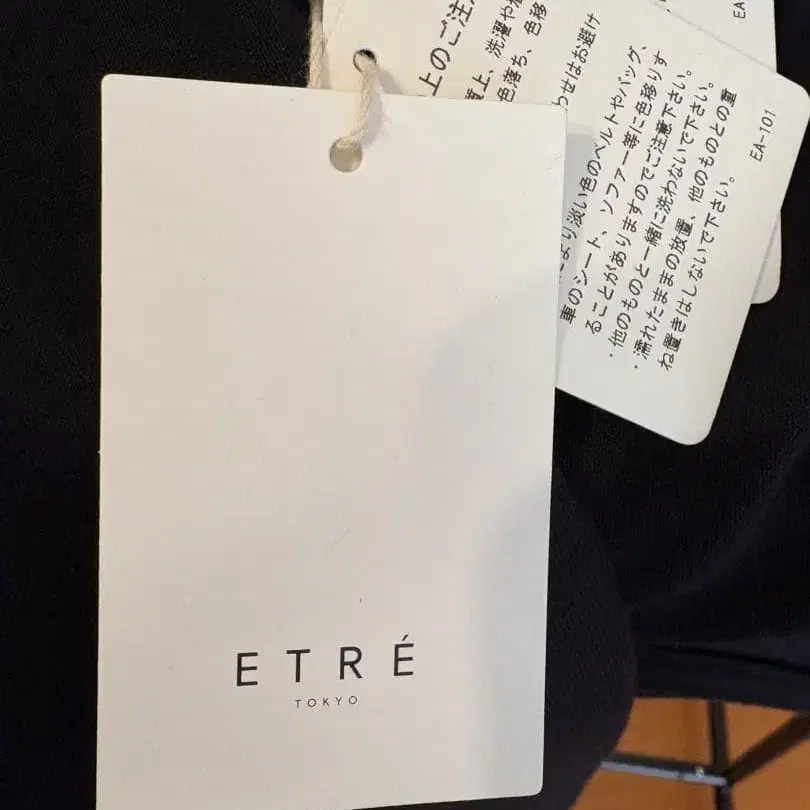 ETRÉ
TOKYO
上のご注
上、洗濯や
色落ち、色移
わせはお避け
より淡い色のベルトやバッグ、
車のシート、ソファー等に色移りす
ることがありますのでご注意下さい。
・他のものと一緒に洗わないで下さい。
・濡れたままの放置、他のものとの重
ね置きはしないで下さい。
EA-101
EA